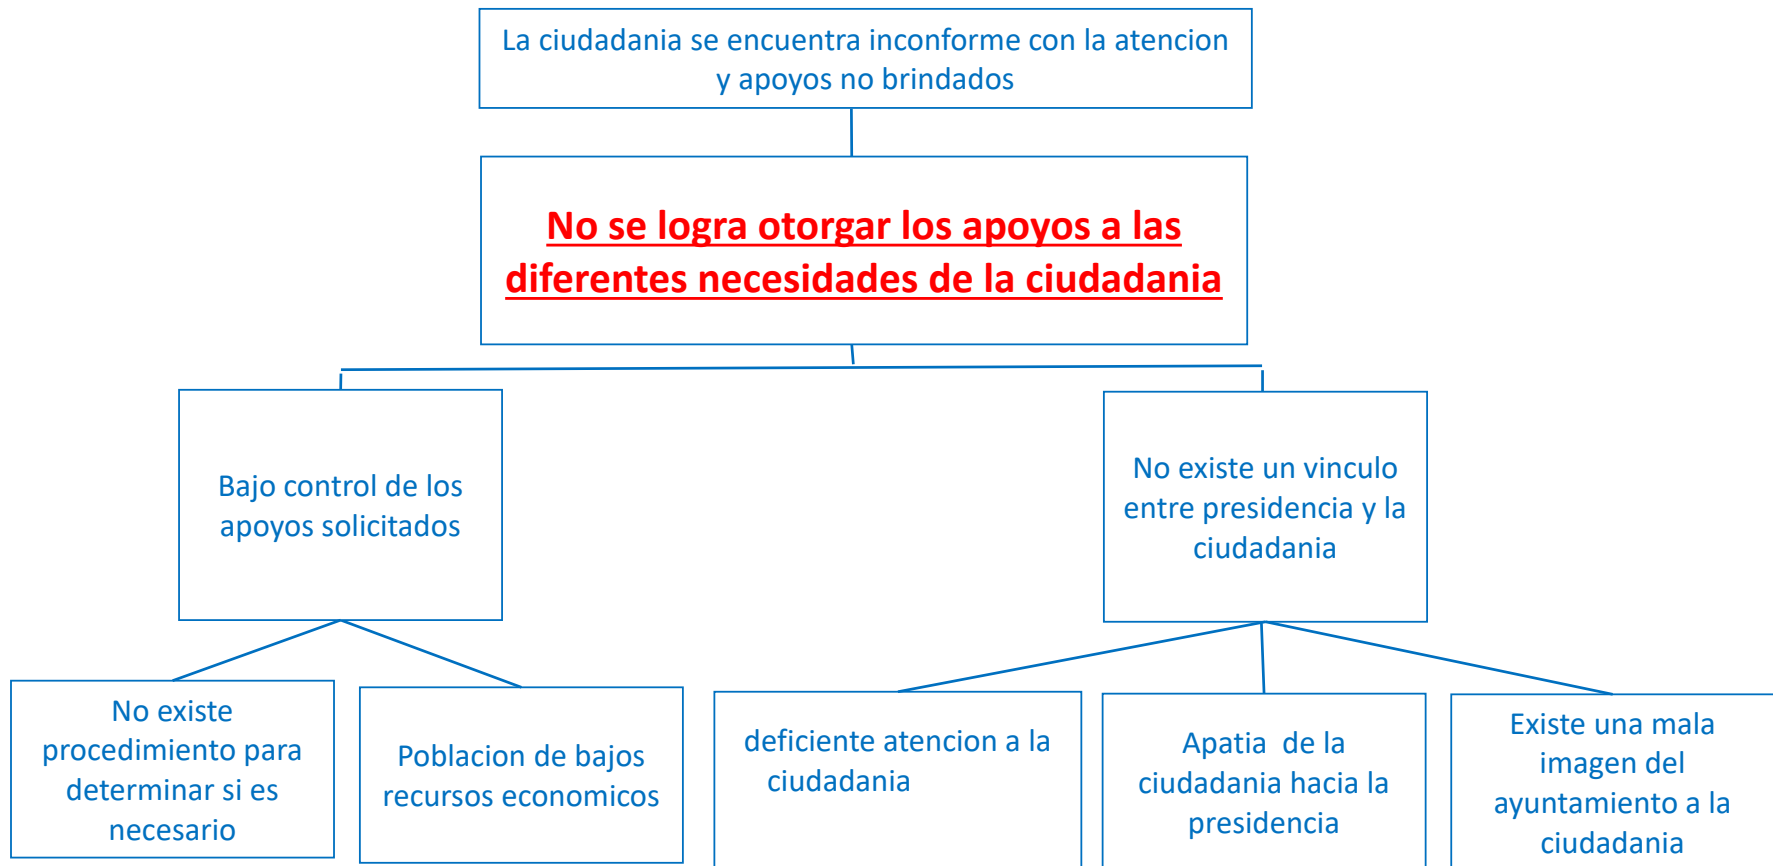 La ciudadania se encuentra inconforme con la atencion
y apoyos no brindados
No se logra otorgar los apoyos a las
diferentes necesidades de la ciudadania
Bajo control de los
apoyos solicitados
No existe un vinculo
entre presidencia y la
ciudadania
No existe
procedimiento para
determinar si es
necesario
Poblacion de bajos
recursos economicos
deficiente atencion a la
ciudadania
Apatia  de la
ciudadania hacia la
presidencia
Existe una mala
imagen del
ayuntamiento a la
ciudadania